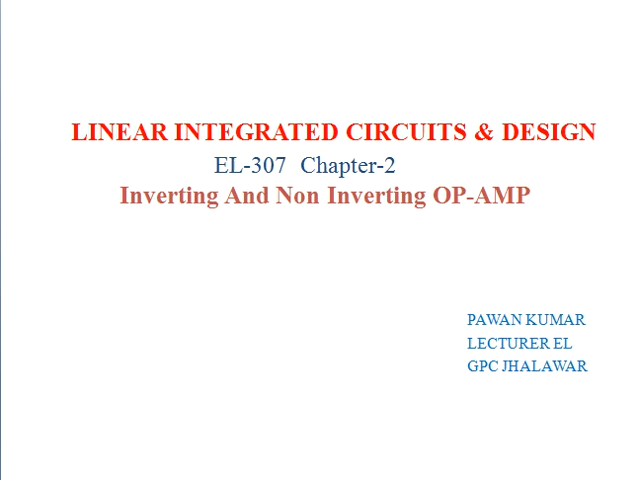 LINEAR INTEGRATED CIRCUITS & DESIGN
EL-307 Chapter-2
Inverting And Non Inverting OP-AMP
PAWAN KUMAR
LECTURER EL
GPC JHALAWAR